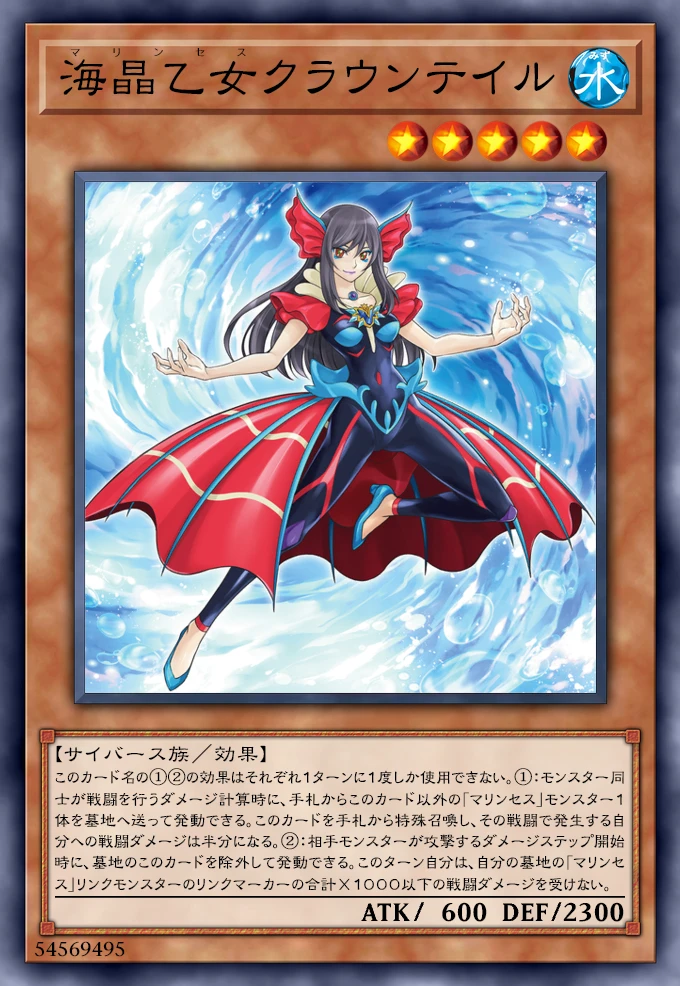 マリンセス
海晶乙女クラウンテイル
みず
水
【サイバース族／効果】
このカード名の①②の効果はそれぞれ1ターンに1度しか使用できない。①：モンスター同
士が戦闘を行うダメージ計算時に、手札からこのカード以外の「マリンセス」モンスター1
体を墓地へ送って発動できる。このカードを手札から特殊召喚し、その戦闘で発生する自
分への戦闘ダメージは半分になる。②：相手モンスターが攻撃するダメージステップ開始
時に、墓地のこのカードを除外して発動できる。このターン自分は、自分の墓地の「マリンセ
ス」リンクモンスターのリンクマーカーの合計×1000以下の戦闘ダメージを受けない。
ATK/ 600 DEF/2300
54569495